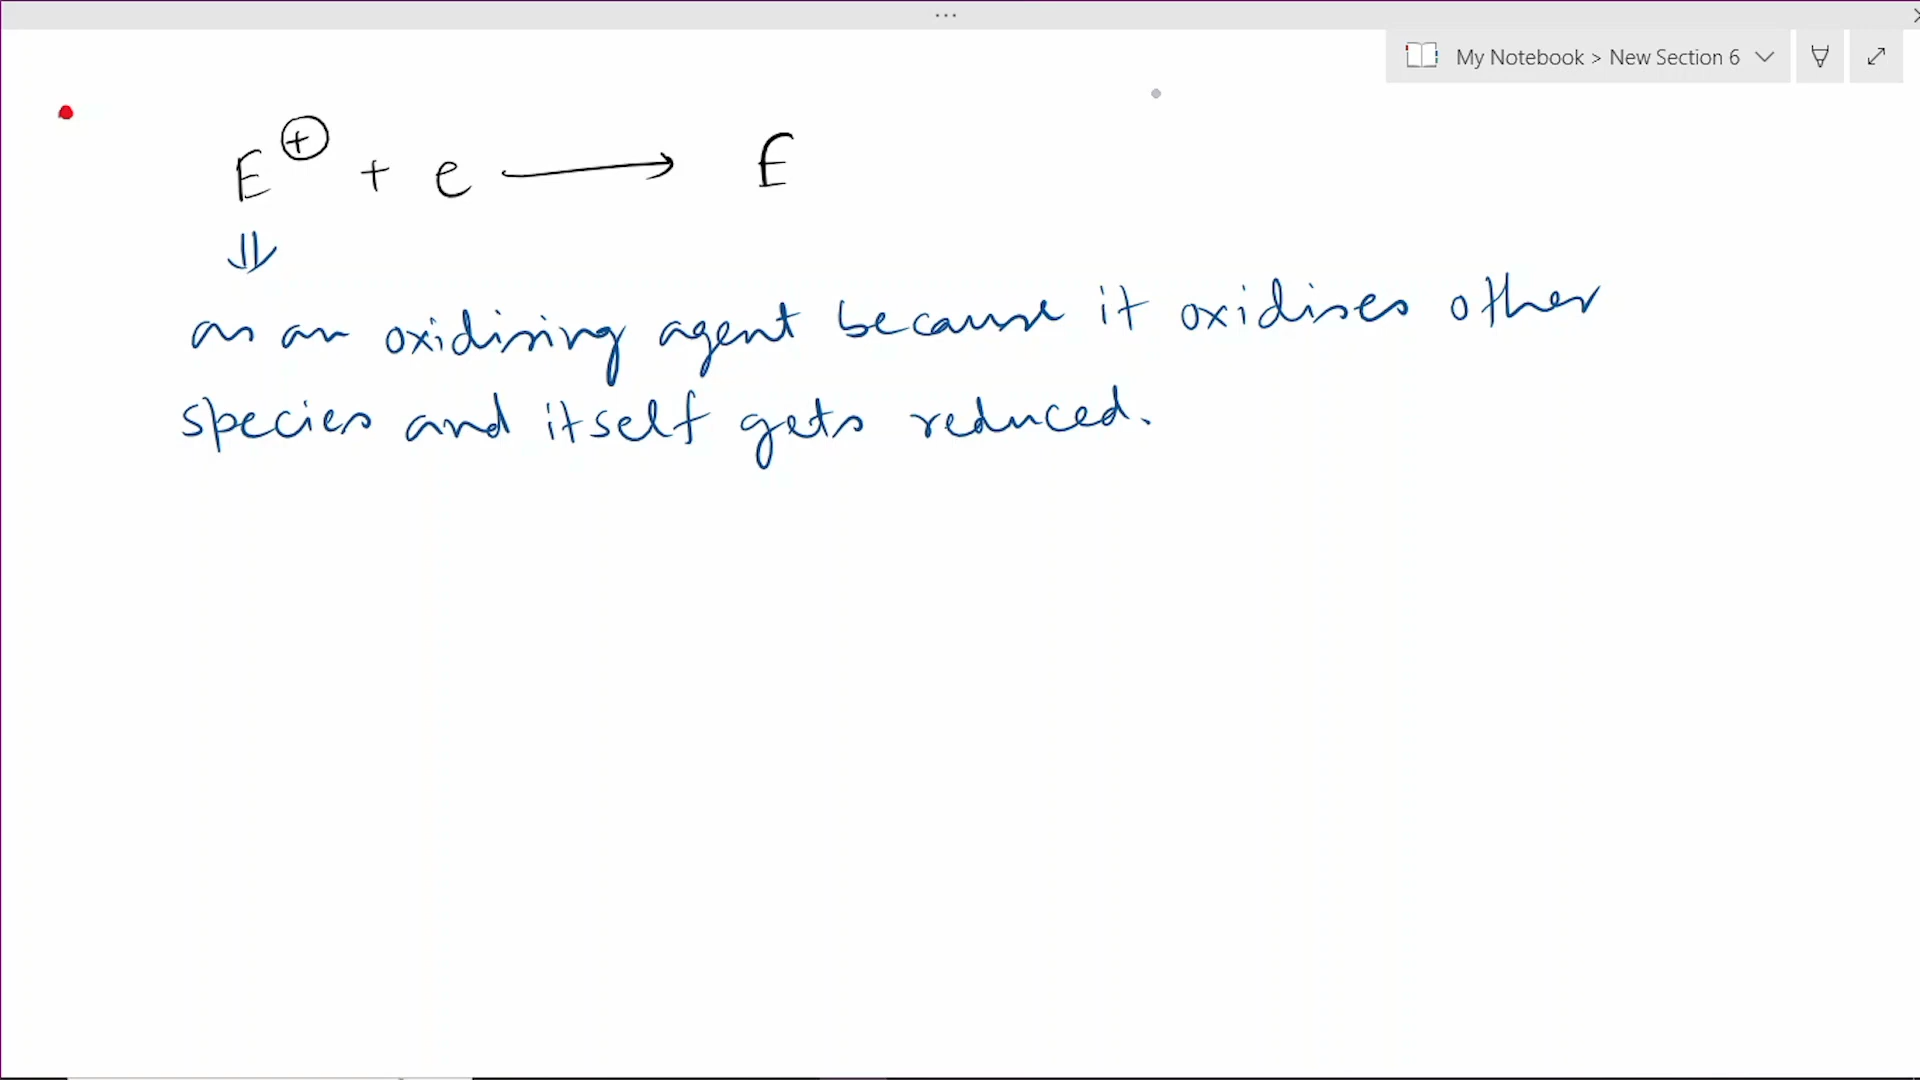 ...
My Notebook > New Section 6
E⊕ + e ⟶ E
⇓
as an oxidising agent because it oxidises other
species and itself gets reduced.